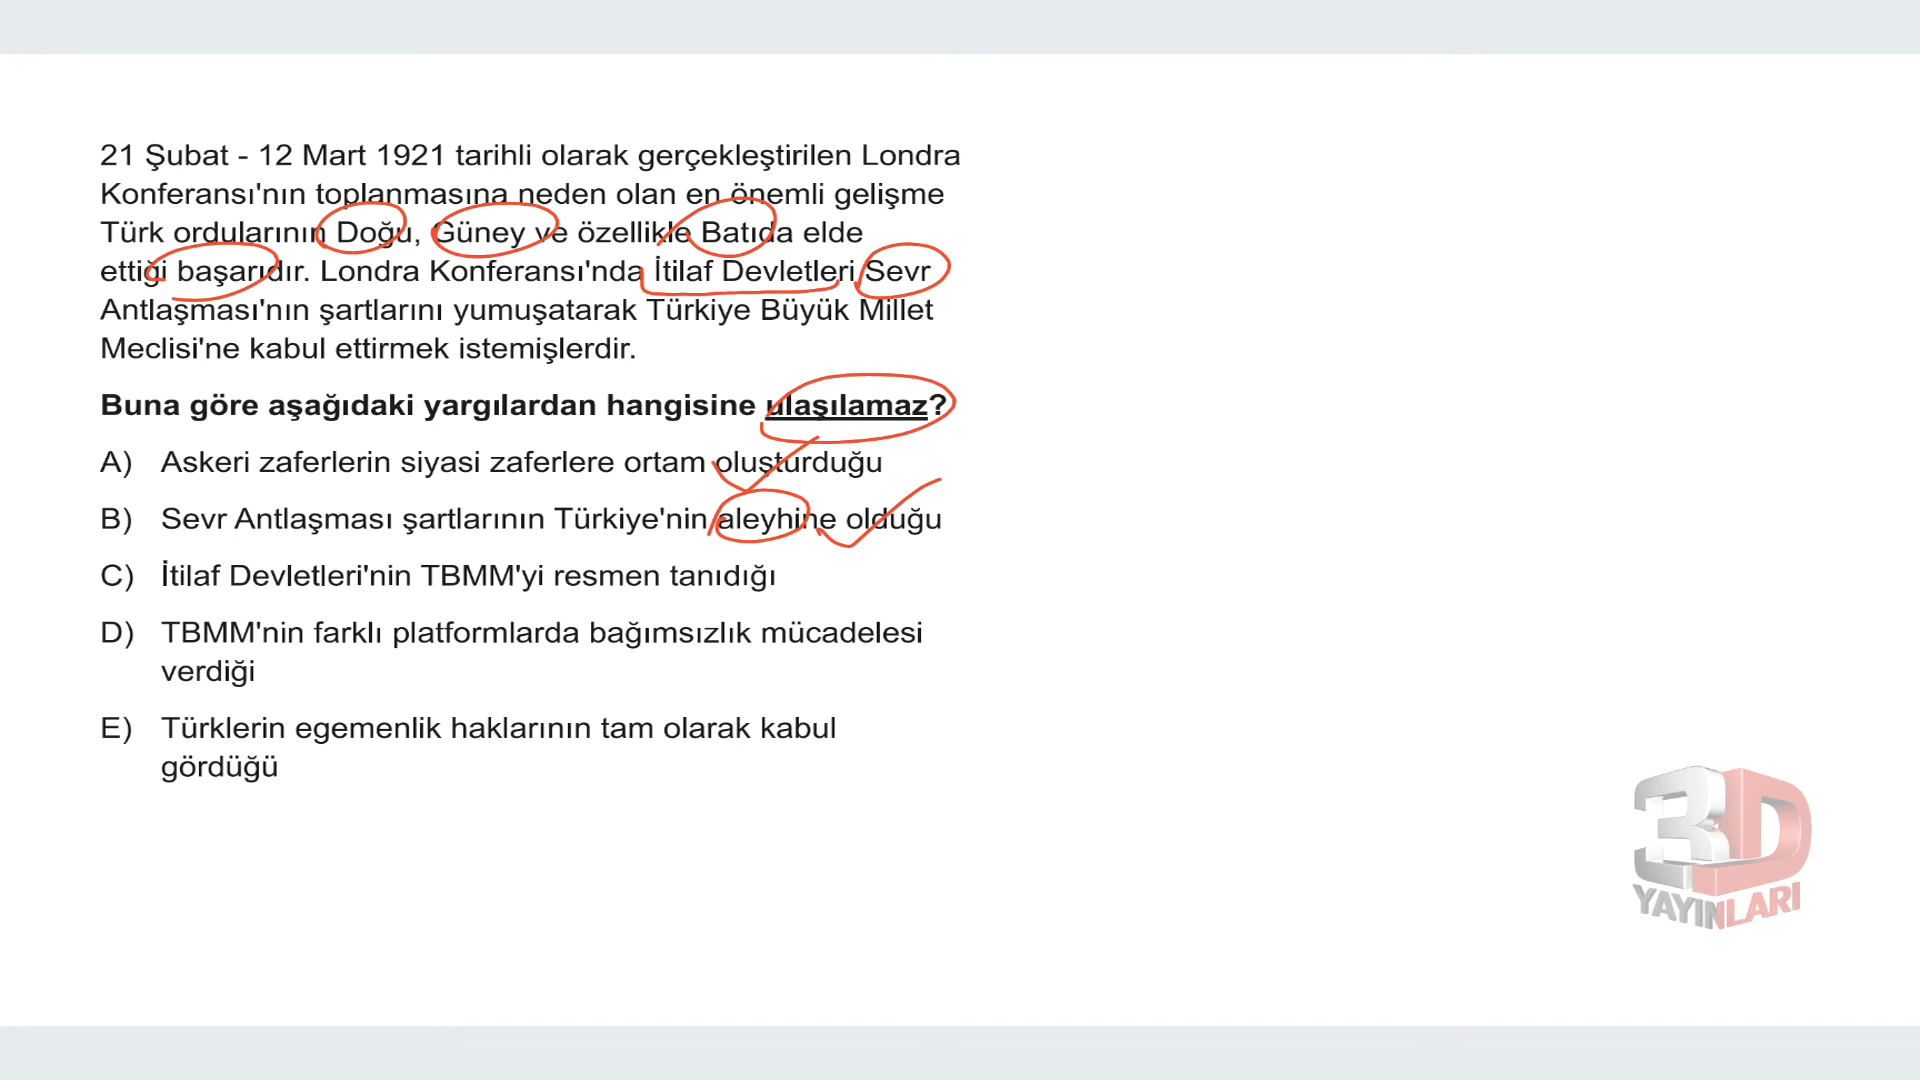 21 Şubat - 12 Mart 1921 tarihli olarak gerçekleştirilen Londra
Konferansı'nın toplanmasına neden olan en önemli gelişme
Türk ordularının Doğu, Güney ve özellikle Batıda elde
ettiği başarıdır. Londra Konferansı'nda İtilaf Devletleri Sevr
Antlaşması'nın şartlarını yumuşatarak Türkiye Büyük Millet
Meclisi'ne kabul ettirmek istemişlerdir.
Buna göre aşağıdaki yargılardan hangisine ulaşılamaz?
A) Askeri zaferlerin siyasi zaferlere ortam oluşturduğu
B) Sevr Antlaşması şartlarının Türkiye'nin aleyhine olduğu
C) İtilaf Devletleri'nin TBMM'yi resmen tanıdığı
D) TBMM'nin farklı platformlarda bağımsızlık mücadelesi
verdiği
E) Türklerin egemenlik haklarının tam olarak kabul
gördüğü
3D
YAYINLARI